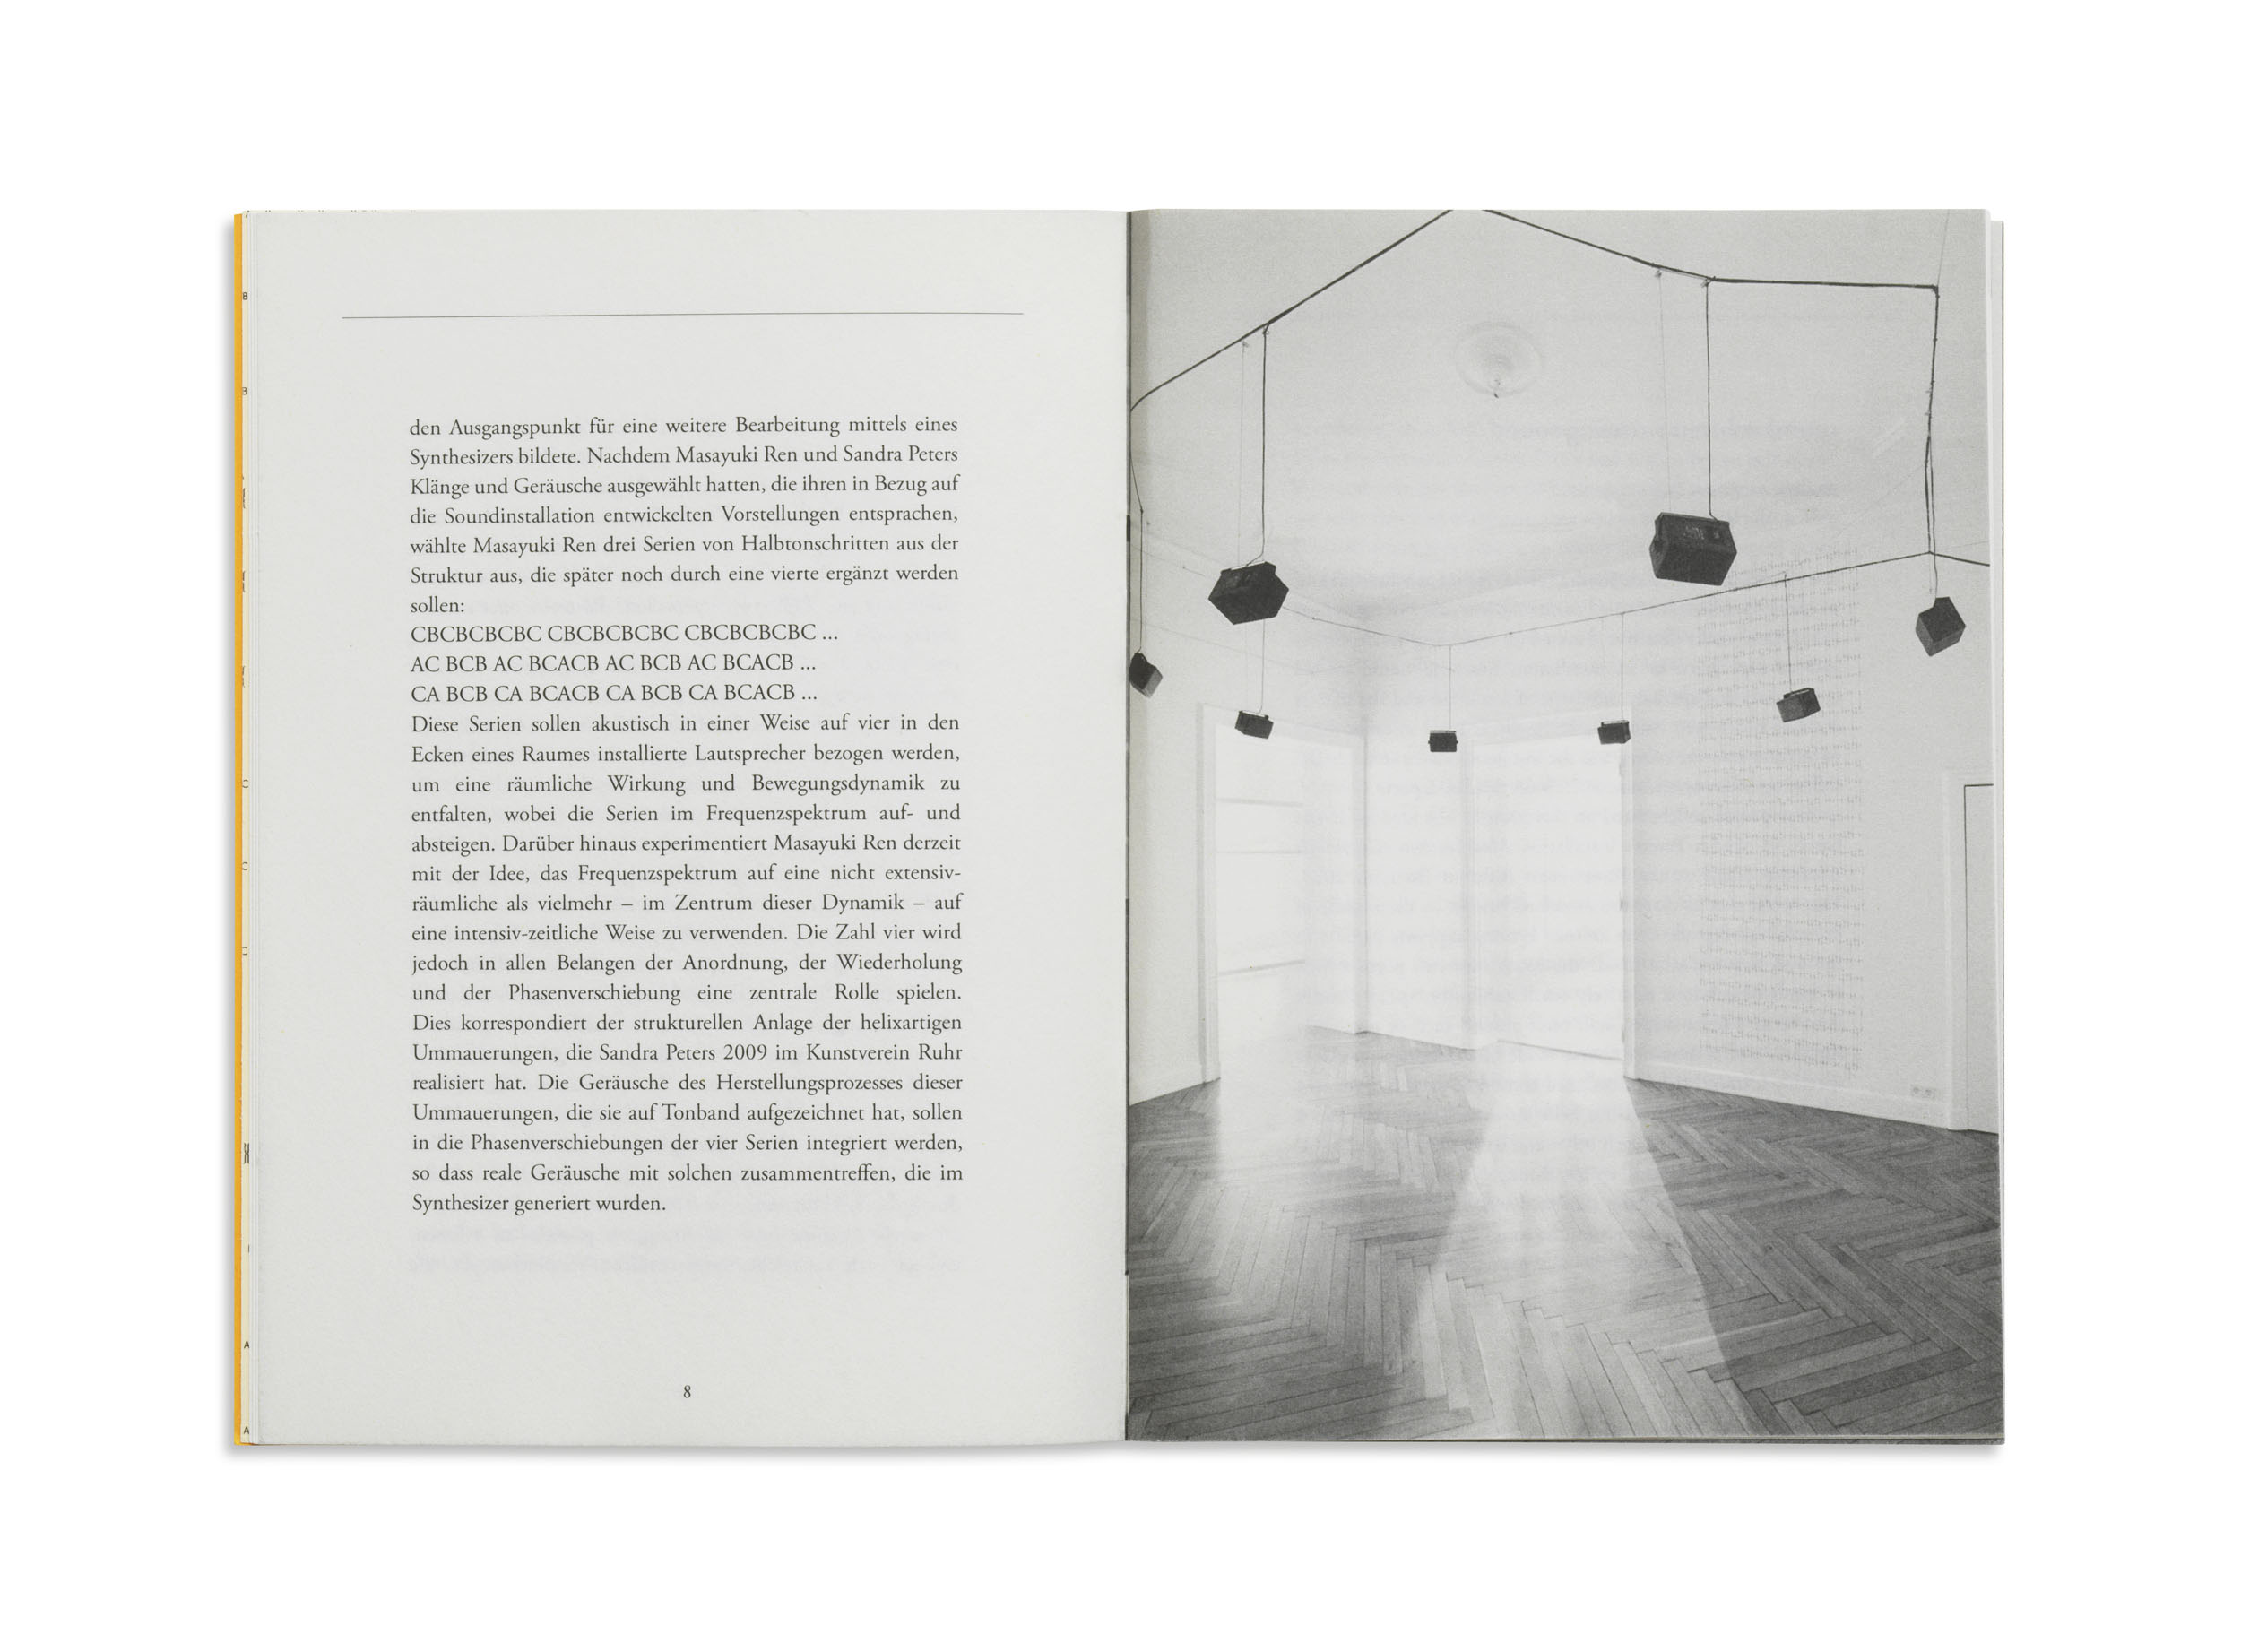 den Ausgangspunkt für eine weitere Bearbeitung mittels eines
Synthesizers bildete. Nachdem Masayuki Ren und Sandra Peters
Klänge und Geräusche ausgewählt hatten, die ihren in Bezug auf
die Soundinstallation entwickelten Vorstellungen entsprachen,
wählte Masayuki Ren drei Serien von Halbtonschritten aus der
Struktur aus, die später noch durch eine vierte ergänzt werden
sollen:
CBCBCBCBC CBCBCBCBC CBCBCBCBC ...
AC BCB AC BCACB AC BCB AC BCACB ...
CA BCB CA BCACB CA BCB CA BCACB ...
Diese Serien sollen akustisch in einer Weise auf vier in den
Ecken eines Raumes installierte Lautsprecher bezogen werden,
um eine räumliche Wirkung und Bewegungsdynamik zu
entfalten, wobei die Serien im Frequenzspektrum auf- und
absteigen. Darüber hinaus experimentiert Masayuki Ren derzeit
mit der Idee, das Frequenzspektrum auf eine nicht extensiv-
räumliche als vielmehr – im Zentrum dieser Dynamik – auf
eine intensiv-zeitliche Weise zu verwenden. Die Zahl vier wird
jedoch in allen Belangen der Anordnung, der Wiederholung
und der Phasenverschiebung eine zentrale Rolle spielen.
Dies korrespondiert der strukturellen Anlage der helixartigen
Ummauerungen, die Sandra Peters 2009 im Kunstverein Ruhr
realisiert hat. Die Geräusche des Herstellungsprozesses dieser
Ummauerungen, die sie auf Tonband aufgezeichnet hat, sollen
in die Phasenverschiebungen der vier Serien integriert werden,
so dass reale Geräusche mit solchen zusammentreffen, die im
Synthesizer generiert wurden.
8